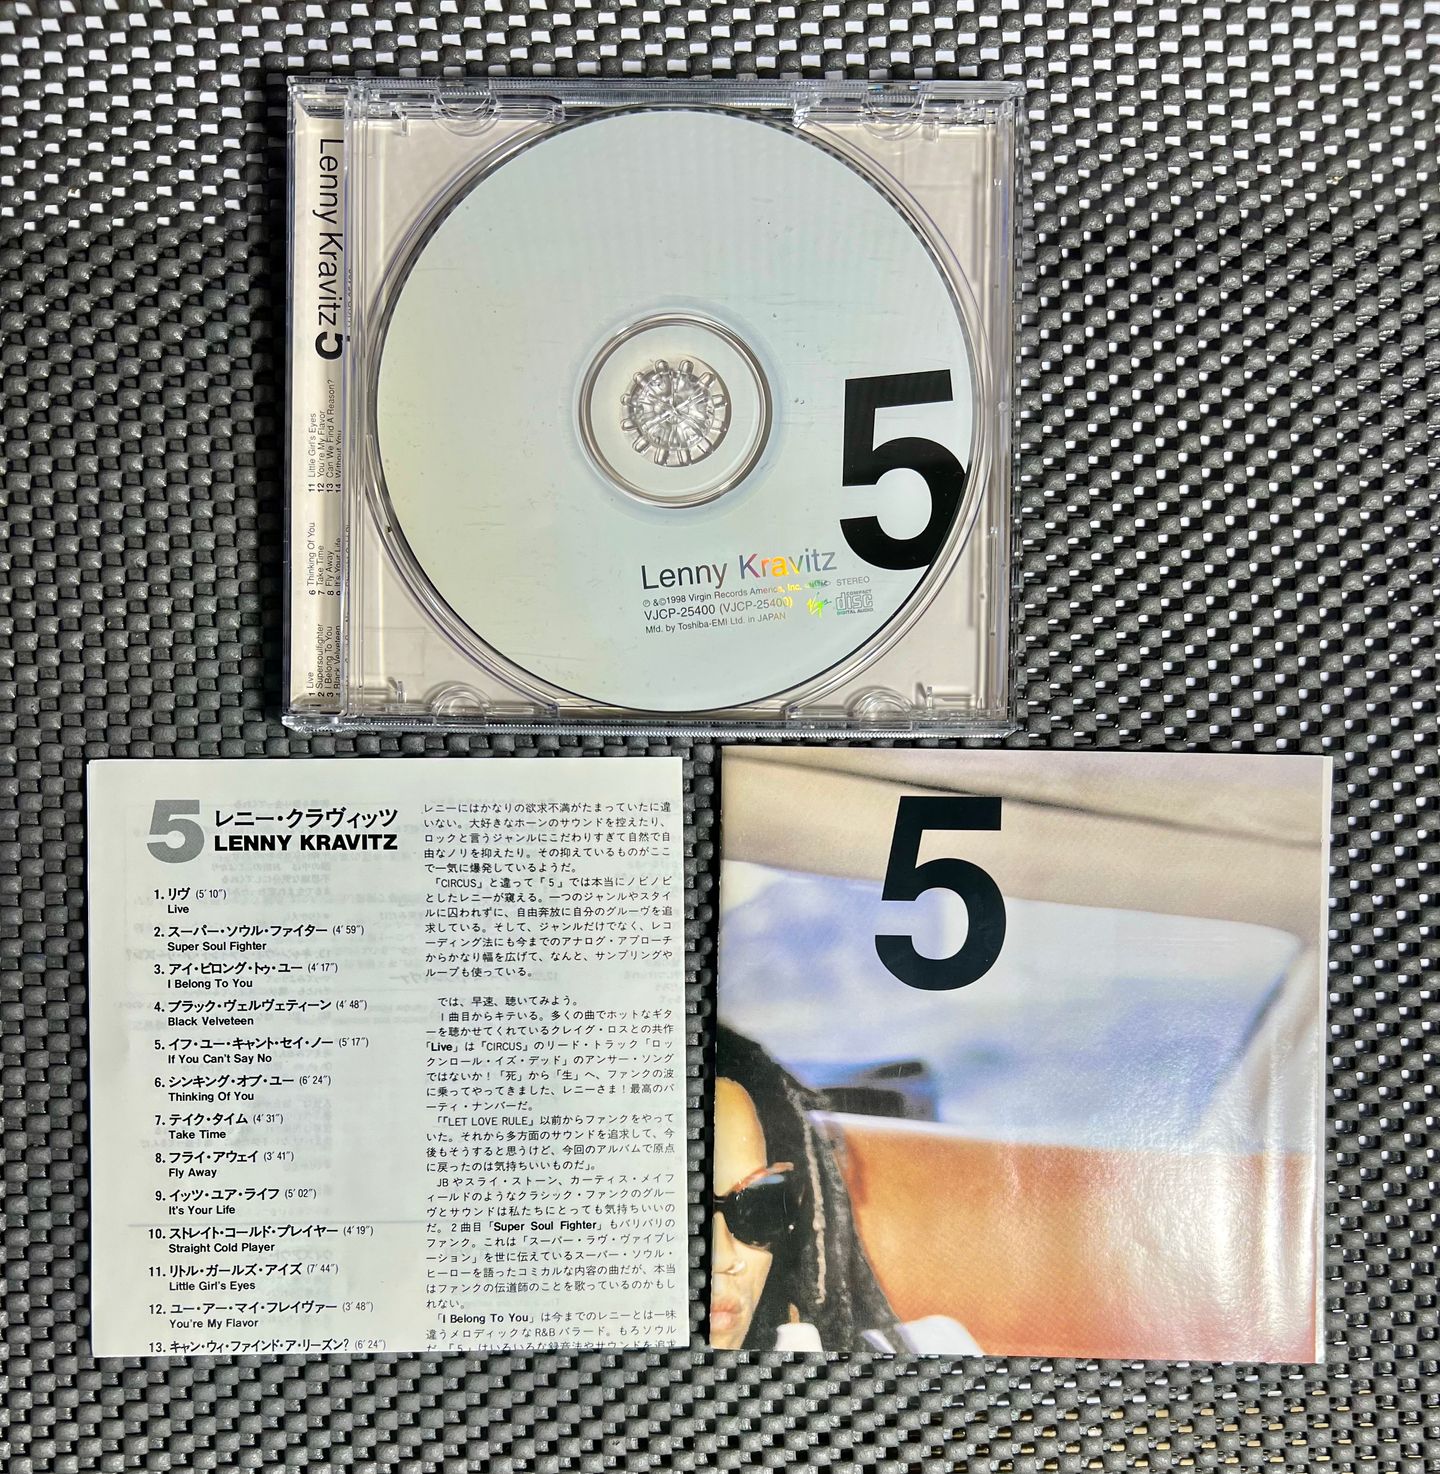 Lenny Kravitz 5
1 Live
2 Supersoulfighter
3 I Belong To You
4 Black Velveteen
6 Thinking Of You
7 Take Time
8 Fly Away
9 It's Your Life
11 Little Girl's Eyes
12 You're My Flavor
13 Can We Find A Reason?
14 Without You
5
Lenny Kravitz
℗ &©1998 Virgin Records America, Inc.
STEREO
VJCP-25400 (VJCP-25400)
Mfd. by Toshiba-EMI Ltd. in JAPAN
Virgin
COMPACT
disc
DIGITAL AUDIO
5 レニー・クラヴィッツ
LENNY KRAVITZ
1. リヴ (5′10″)
Live
2. スーパー・ソウル・ファイター (4′59″)
Super Soul Fighter
3. アイ・ビロング・トゥ・ユー (4′17″)
I Belong To You
4. ブラック・ヴェルヴェティーン (4′48″)
Black Velveteen
5. イフ・ユー・キャント・セイ・ノー (5′17″)
If You Can't Say No
6. シンキング・オブ・ユー (6′24″)
Thinking Of You
7. テイク・タイム (4′31″)
Take Time
8. フライ・アウェイ (3′41″)
Fly Away
9. イッツ・ユア・ライフ (5′02″)
It's Your Life
10. ストレイト・コールド・プレイヤー (4′19″)
Straight Cold Player
11. リトル・ガールズ・アイズ (7′44″)
Little Girl's Eyes
12. ユー・アー・マイ・フレイヴァー (3′48″)
You're My Flavor
13. キャン・ウィ・ファインド・ア・リーズン? (6′24″)
レニーにはかなりの欲求不満がたまっていたに違
いない。大好きなホーンのサウンドを控えたり、
ロックと言うジャンルにこだわりすぎて自然で自
由なノリを抑えたり。その抑えているものがここ
で一気に爆発しているようだ。
「CIRCUS」と違って「5」では本当にノビノビ
としたレニーが窺える。一つのジャンルやスタイ
ルに囚われずに、自由奔放に自分のグルーヴを追
求している。そして、ジャンルだけでなく、レコ
ーディング法にも今までのアナログ・アプローチ
からかなり幅を広げて、なんと、サンプリングや
ループも使っている。
では、早速、聴いてみよう。
1曲目からキテいる。多くの曲でホットなギタ
ーを聴かせてくれているクレイグ・ロスとの共作
「Live」は「CIRCUS」のリード・トラック「ロッ
クンロール・イズ・デッド」のアンサー・ソング
ではないか！「死」から「生」へ、ファンクの波
に乗ってやってきました、レニーさま！最高のパ
ーティ・ナンバーだ。
「「LET LOVE RULE」以前からファンクをやって
いた。それから多方面のサウンドを追求して、今
後もそうすると思うけど、今回のアルバムで原点
に戻ったのは気持ちいいものだ」。
JBやスライ・ストーン、カーティス・メイフ
ィールドのようなクラシック・ファンクのグルー
ヴとサウンドは私たちにとっても気持ちいいもの
だ。2曲目「Super Soul Fighter」もバリバリの
ファンク。これは「スーパー・ラヴ・ヴァイブレ
ーション」を世に伝えているスーパー・ソウル・
ヒーローを語ったコミカルな内容の曲だが、本当
はファンクの伝道師のことを歌っているのかもし
れない。
「I Belong To You」は今までのレニーとは一味
違うメロディックなR&Bバラード。もろソウル
だ。「5」はいろいろな録音法やサウンドを追求
5